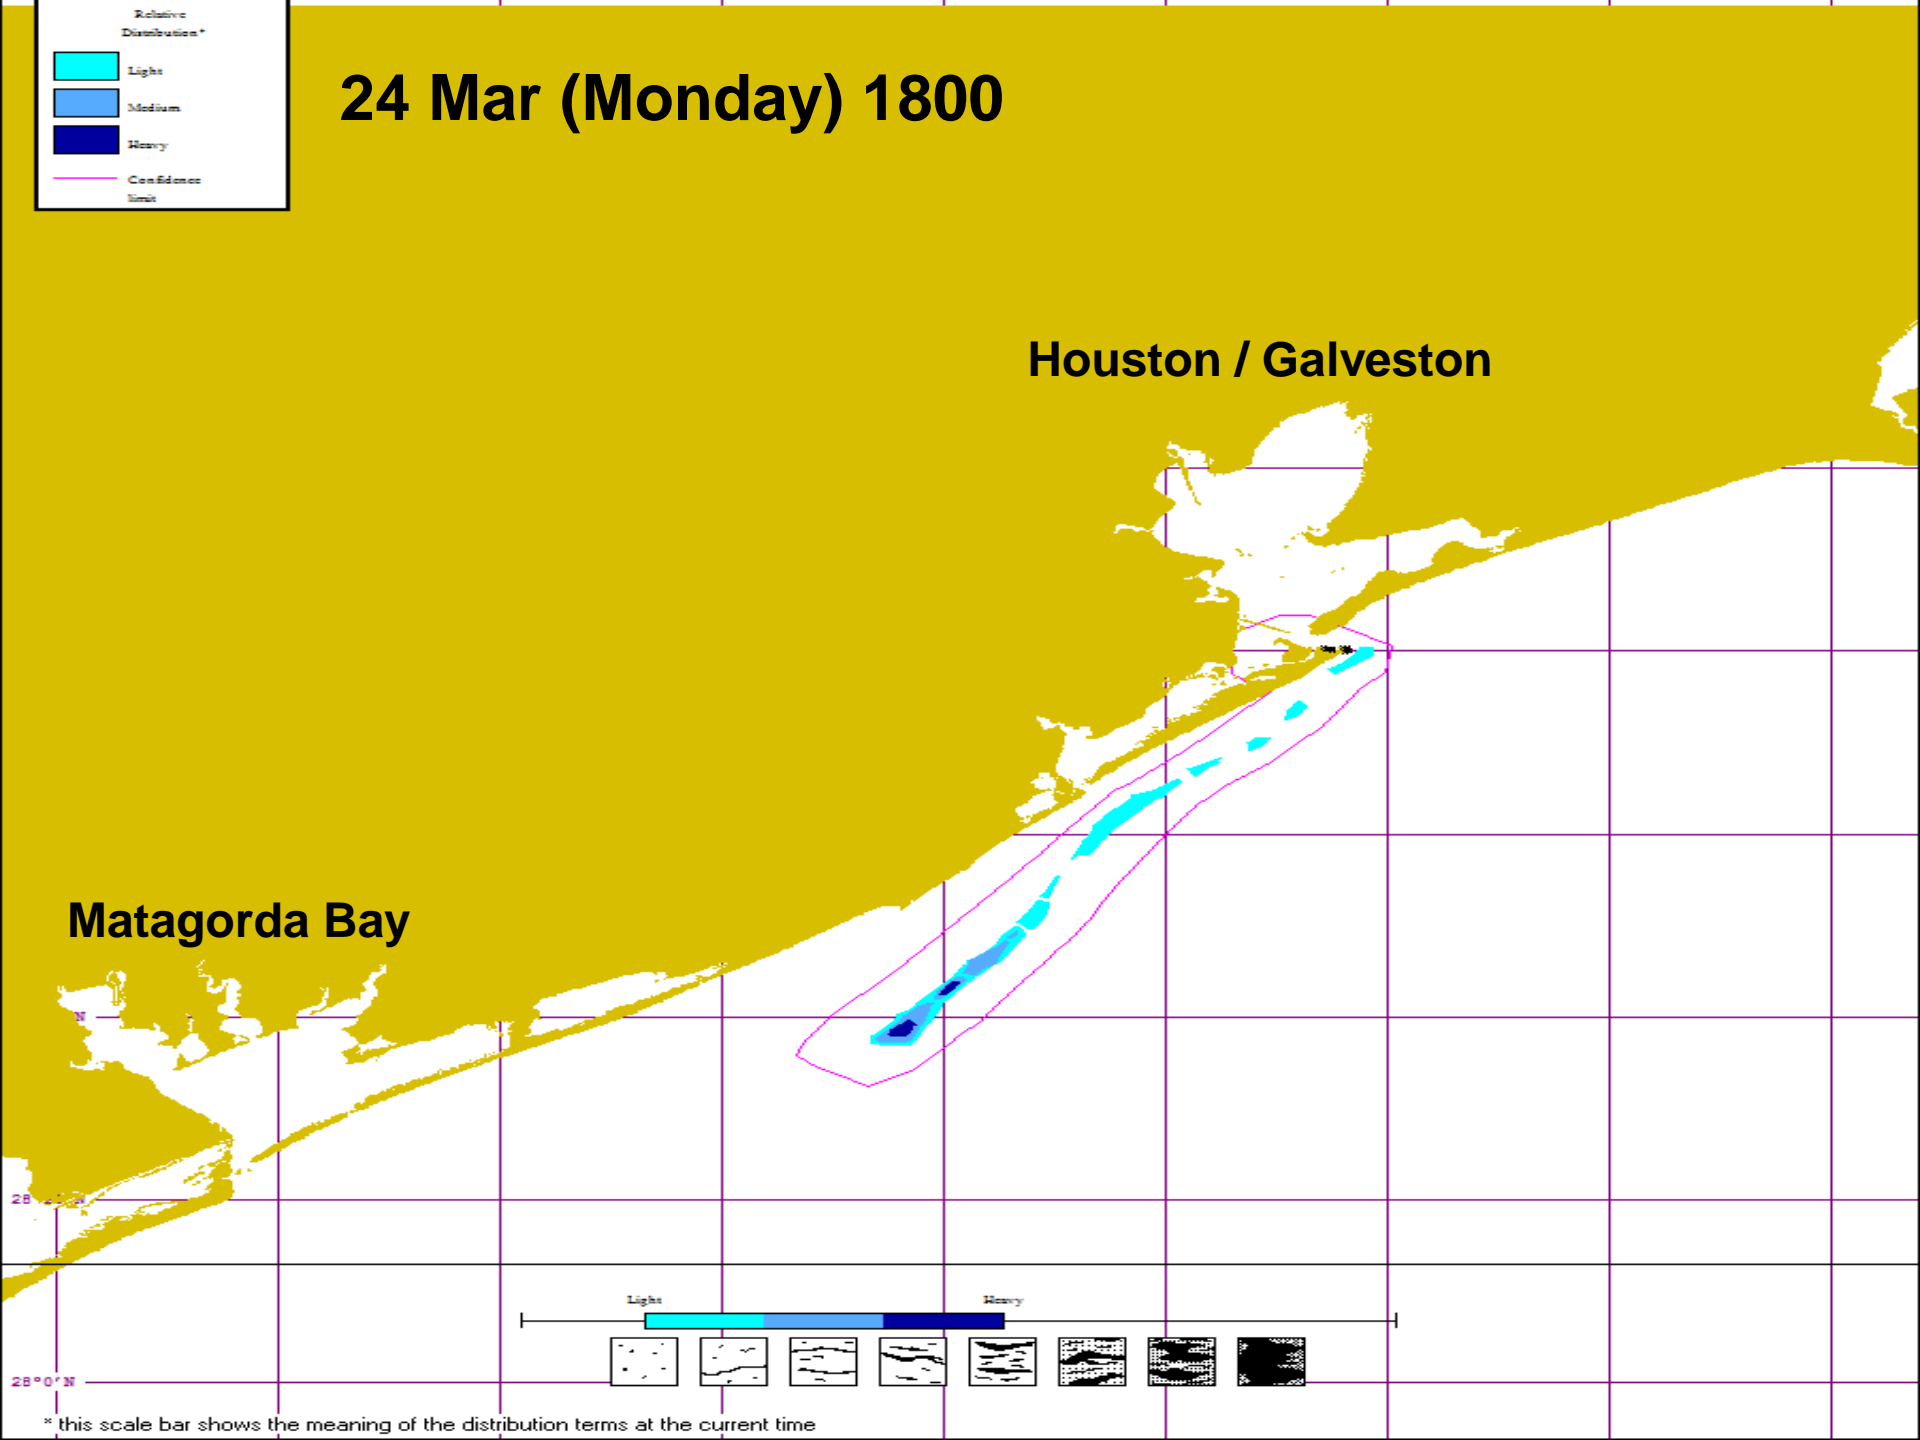 Relative
Distribution*
Light
Medium
Heavy
Confidence
limit
24 Mar (Monday) 1800
Houston / Galveston
Matagorda Bay
N
28
N
Light Heavy
28°0'N
* this scale bar shows the meaning of the distribution terms at the current time